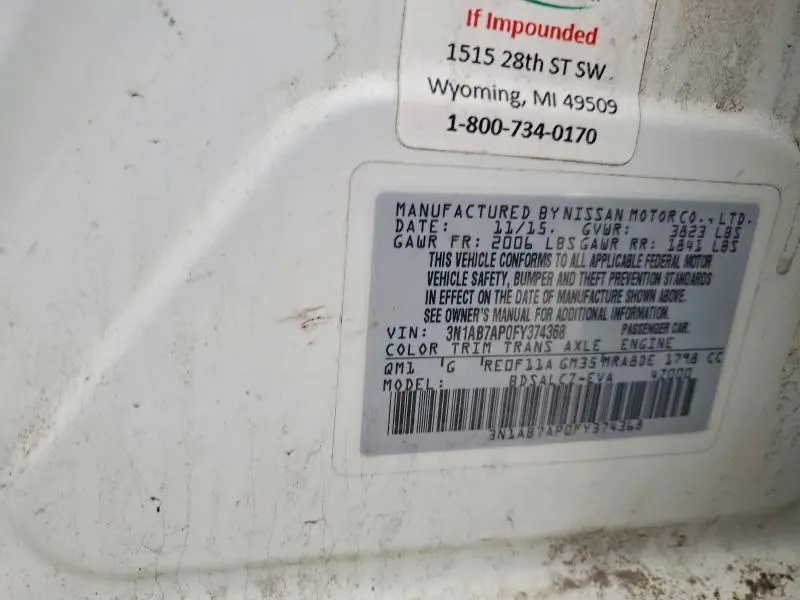 If Impounded
1515 28th ST SW
Wyoming, MI 49509
1-800-734-0170
MANUFACTURED BY NISSAN MOTOR CO., LTD.
DATE: 11/15. GVWR: 3823 LBS
GAWR FR: 2006 LBS GAWR RR: 1841 LBS
THIS VEHICLE CONFORMS TO ALL APPLICABLE FEDERAL MOTOR
VEHICLE SAFETY, BUMPER AND THEFT PREVENTION STANDARDS
IN EFFECT ON THE DATE OF MANUFACTURE SHOWN ABOVE.
SEE OWNER'S MANUAL FOR ADDITIONAL INFORMATION.
VIN: 3N1AB7AP0FY374368 PASSENGER CAR.
COLOR TRIM TRANS AXLE ENGINE
QM1 G RE0F11A GM35 MRA8DE 1798 CC
MODEL: BDSALC7-EVA 47000
3N1AB7AP0FY374368